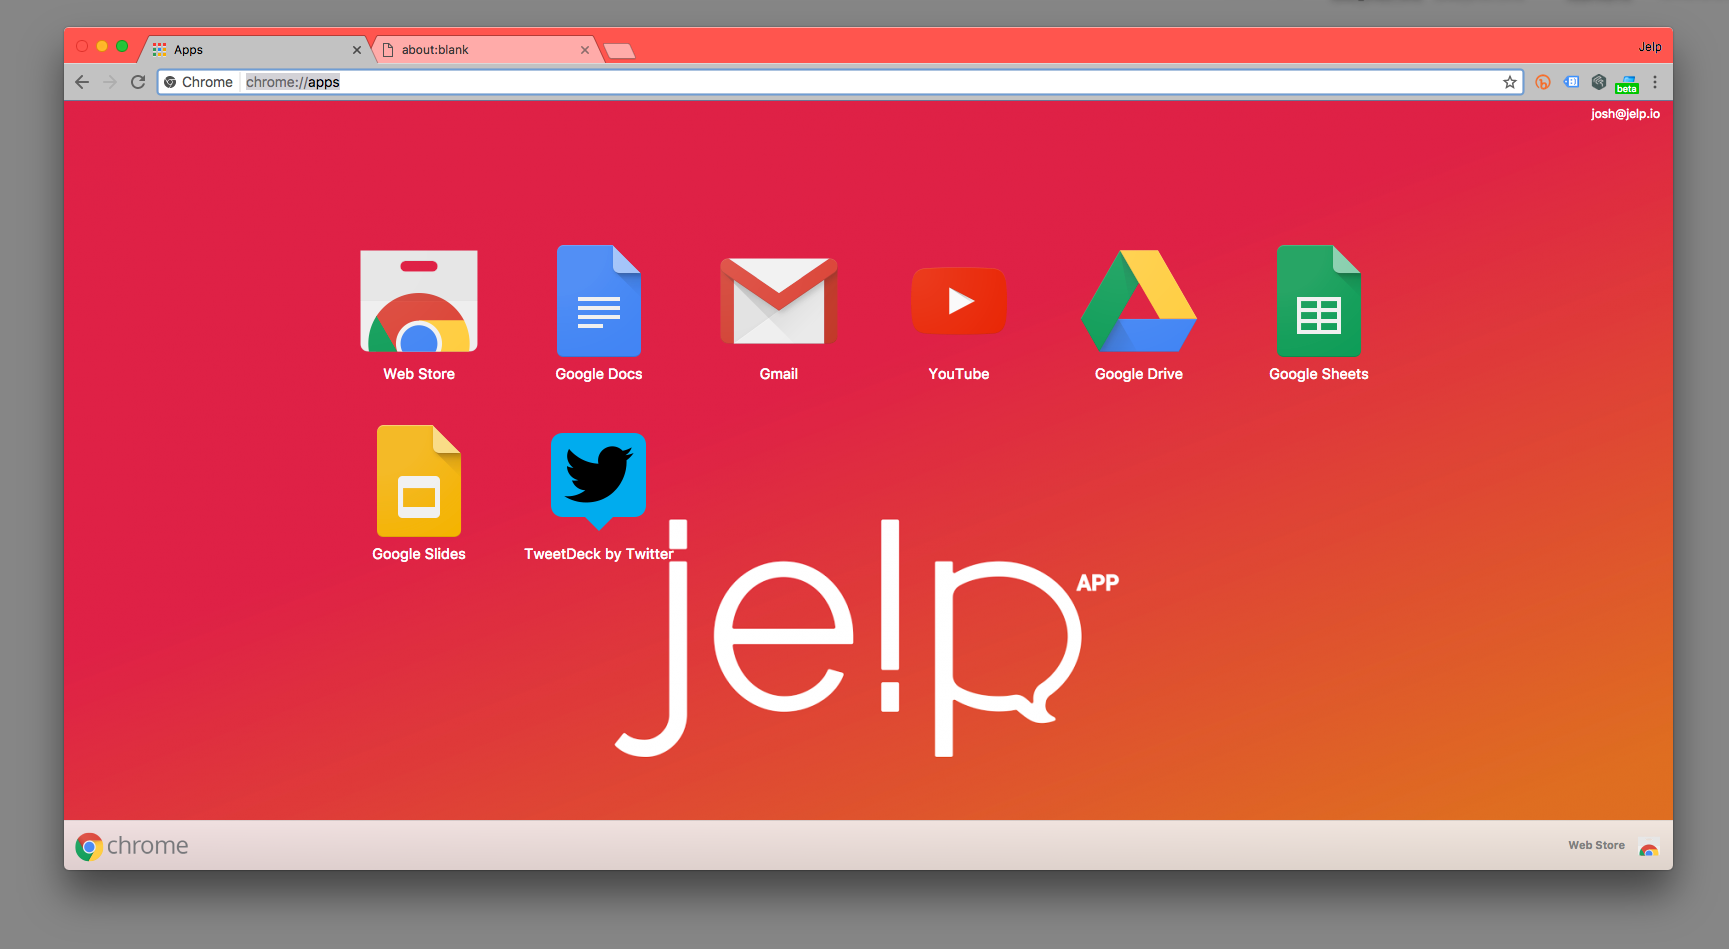 Apps
about:blank
Jelp
Chrome
chrome://apps
beta
josh@jelp.io
Web Store
Google Docs
Gmail
YouTube
Google Drive
Google Sheets
Google Slides
TweetDeck by Twitter
je!p
APP
chrome
Web Store